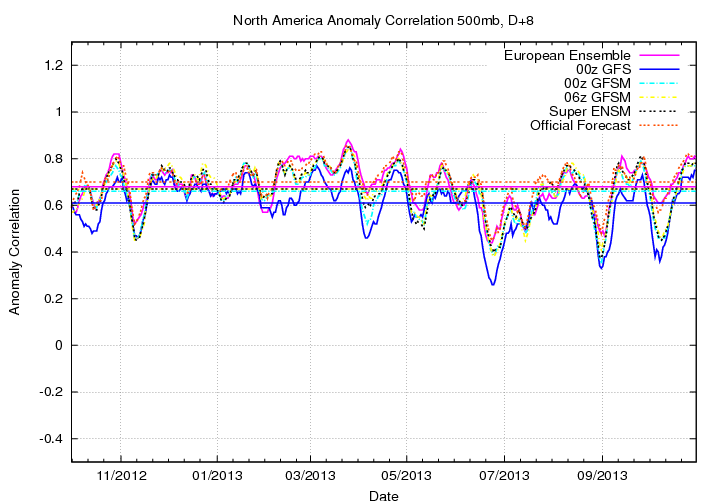 North America Anomaly Correlation 500mb, D+8
European Ensemble
00z GFS
00z GFSM
06z GFSM
Super ENSM
Official Forecast
1.2
1
0.8
0.6
0.4
0.2
0
-0.2
-0.4
Anomaly Correlation
11/2012 01/2013 03/2013 05/2013 07/2013 09/2013
Date